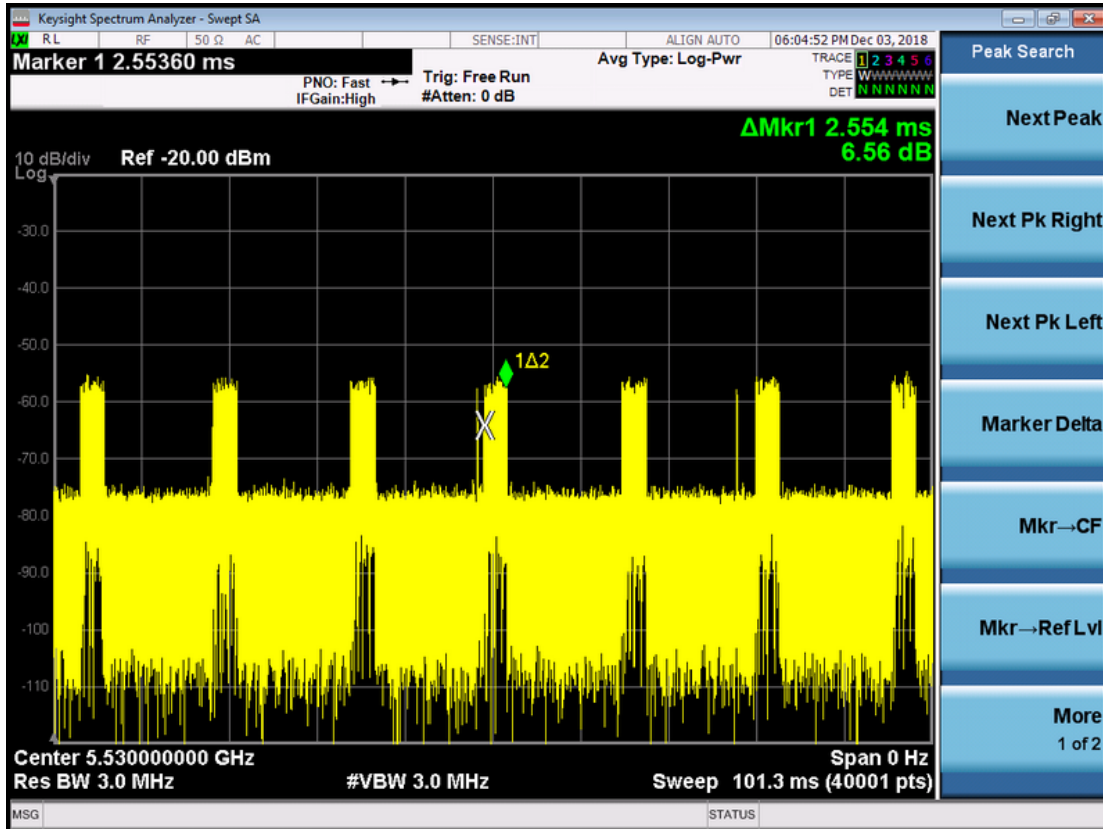 Keysight Spectrum Analyzer - Swept SA
LXI RL RF 50 Ω AC SENSE:INT ALIGN AUTO 06:04:52 PM Dec 03, 2018
Marker 1 2.55360 ms
PNO: Fast
IFGain:High
Trig: Free Run
#Atten: 0 dB
Avg Type: Log-Pwr
TRACE 1 2 3 4 5 6
TYPE WWWWWW
DET N N N N N N
ΔMkr1 2.554 ms
6.56 dB
10 dB/div Ref -20.00 dBm
Log
-30.0
-40.0
-50.0
-60.0
-70.0
-80.0
-90.0
-100
-110
1Δ2
X
Center 5.530000000 GHz
Span 0 Hz
Res BW 3.0 MHz
#VBW 3.0 MHz
Sweep 101.3 ms (40001 pts)
MSG
STATUS
Peak Search
Next Peak
Next Pk Right
Next Pk Left
Marker Delta
Mkr→CF
Mkr→Ref Lvl
More
1 of 2